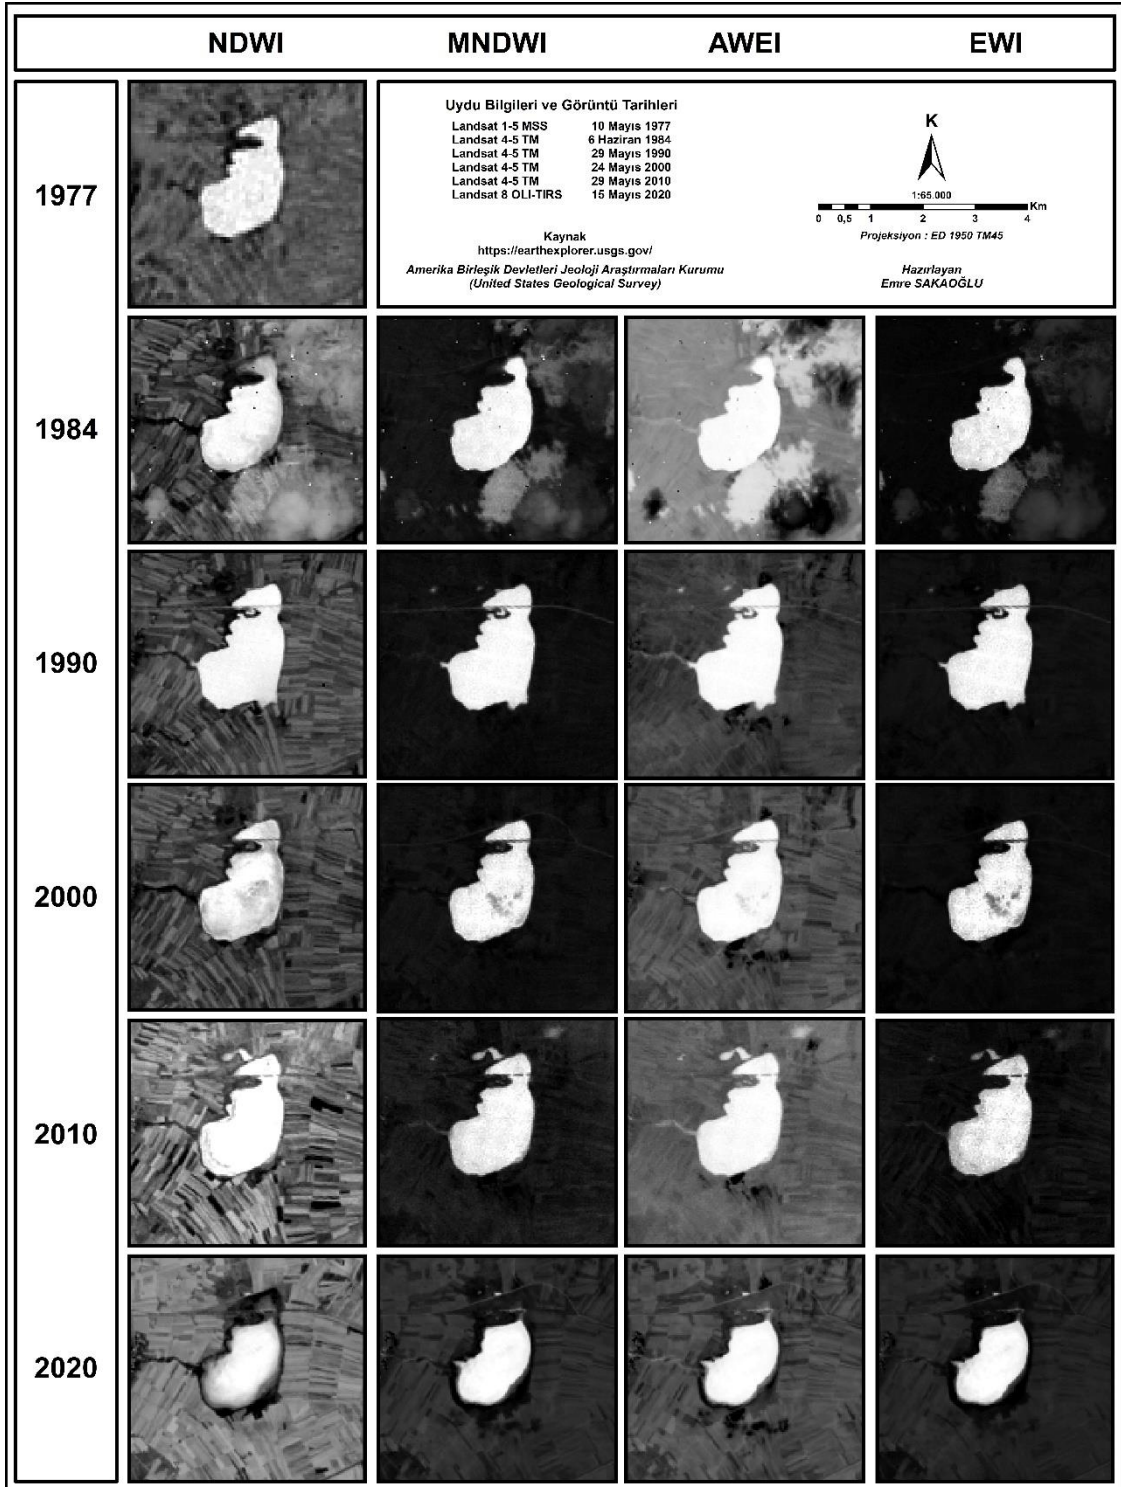 NDWI MNDWI AWEI EWI
1977
Uydu Bilgileri ve Görüntü Tarihleri
Landsat 1-5 MSS 10 Mayıs 1977
Landsat 4-5 TM 6 Haziran 1984
Landsat 4-5 TM 29 Mayıs 1990
Landsat 4-5 TM 24 Mayıs 2000
Landsat 4-5 TM 29 Mayıs 2010
Landsat 8 OLI-TIRS 15 Mayıs 2020
Kaynak
https://earthexplorer.usgs.gov/
Amerika Birleşik Devletleri Jeoloji Araştırmaları Kurumu
(United States Geological Survey)
K
1:65.000
0 0,5 1 2 3 4 Km
Projeksiyon : ED 1950 TM45
Hazırlayan
Emre SAKAOĞLU
1984
1990
2000
2010
2020